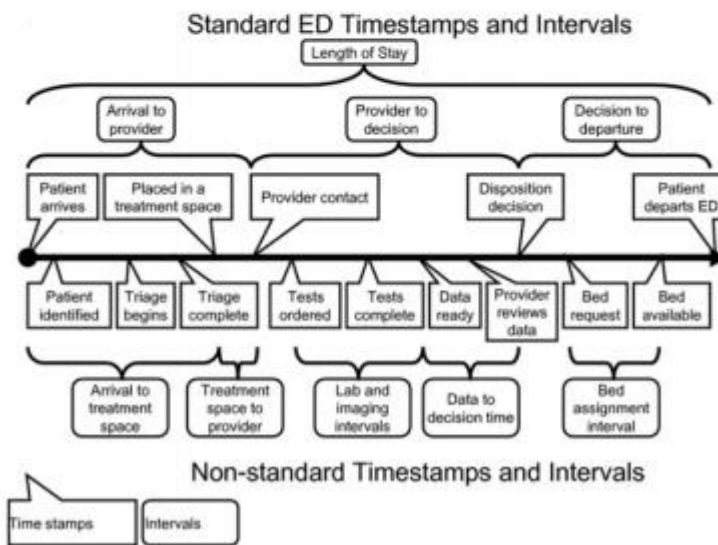 Standard ED Timestamps and Intervals
Length of Stay
Arrival to
provider
Provider to
decision
Decision to
departure
Patient
arrives
Placed in a
treatment space
Provider contact
Disposition
decision
Patient
departs ED
Patient
identified
Triage
begins
Triage
complete
Tests
ordered
Tests
complete
Data
ready
Provider
reviews
data
Bed
request
Bed
available
Arrival to
treatment
space
Treatment
space to
provider
Lab and
imaging
intervals
Data to
decision time
Bed
assignment
interval
Non-standard Timestamps and Intervals
Time stamps
Intervals